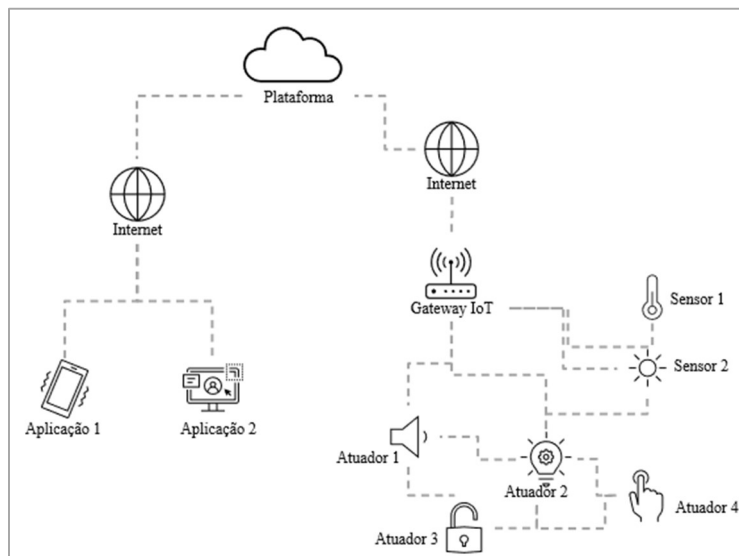 Plataforma
Internet
Internet
Gateway IoT
Sensor 1
Sensor 2
Aplicação 1
Aplicação 2
Atuador 1
Atuador 2
Atuador 4
Atuador 3